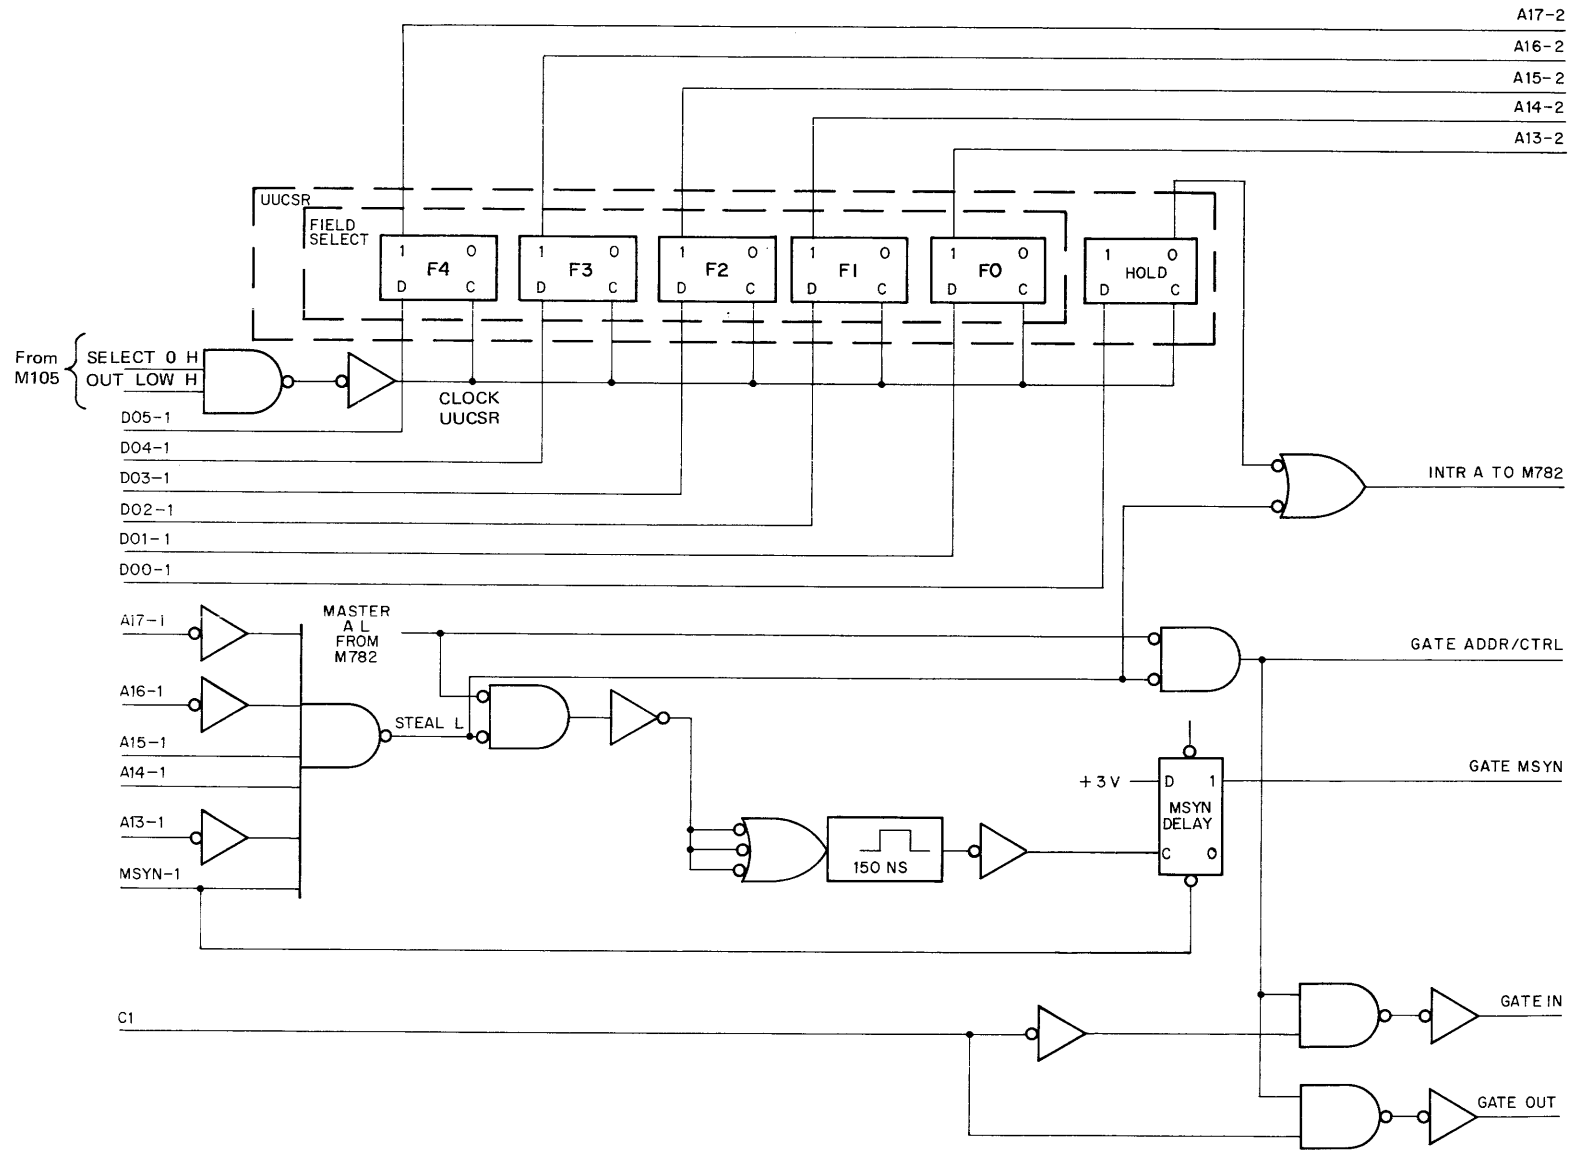 A17-2
A16-2
A15-2
A14-2
A13-2
UUCSR
FIELD
SELECT
1 0
F4
D C
1 0
F3
D C
1 0
F2
D C
1 0
F1
D C
1 0
F0
D C
1 0
HOLD
D C
From
M105
SELECT 0 H
OUT LOW H
CLOCK
UUCSR
D05-1
D04-1
D03-1
D02-1
D01-1
D00-1
INTR A TO M782
A17-1
MASTER
A L
FROM
M782
GATE ADDR/CTRL
A16-1
STEAL L
A15-1
A14-1
GATE MSYN
+3V
D 1
MSYN
DELAY
C 0
A13-1
150 NS
MSYN-1
C1
GATE IN
GATE OUT